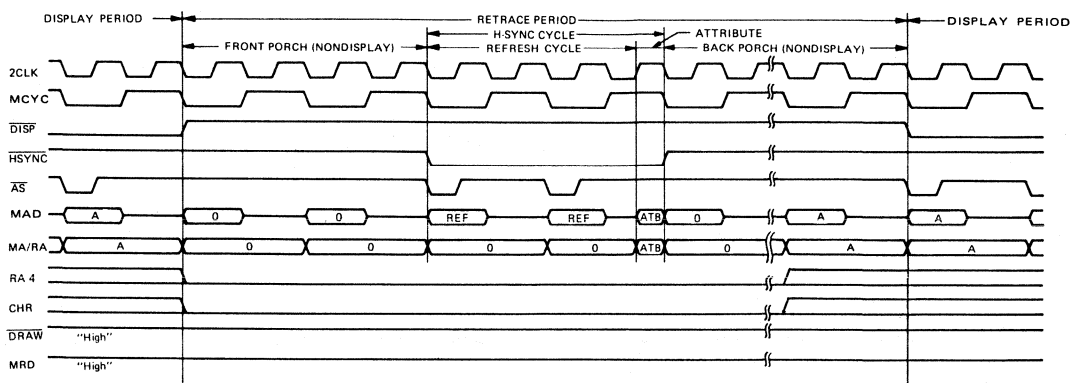 DISPLAY PERIOD RETRACE PERIOD DISPLAY PERIOD
H-SYNC CYCLE ATTRIBUTE
FRONT PORCH (NONDISPLAY) REFRESH CYCLE BACK PORCH (NONDISPLAY)
2CLK
MCYC
DISP
HSYNC
AS
MAD A 0 0 REF REF ATB 0 A A
MA/RA A 0 0 0 0 ATB 0 A A
RA 4
CHR
DRAW "High"
MRD "High"